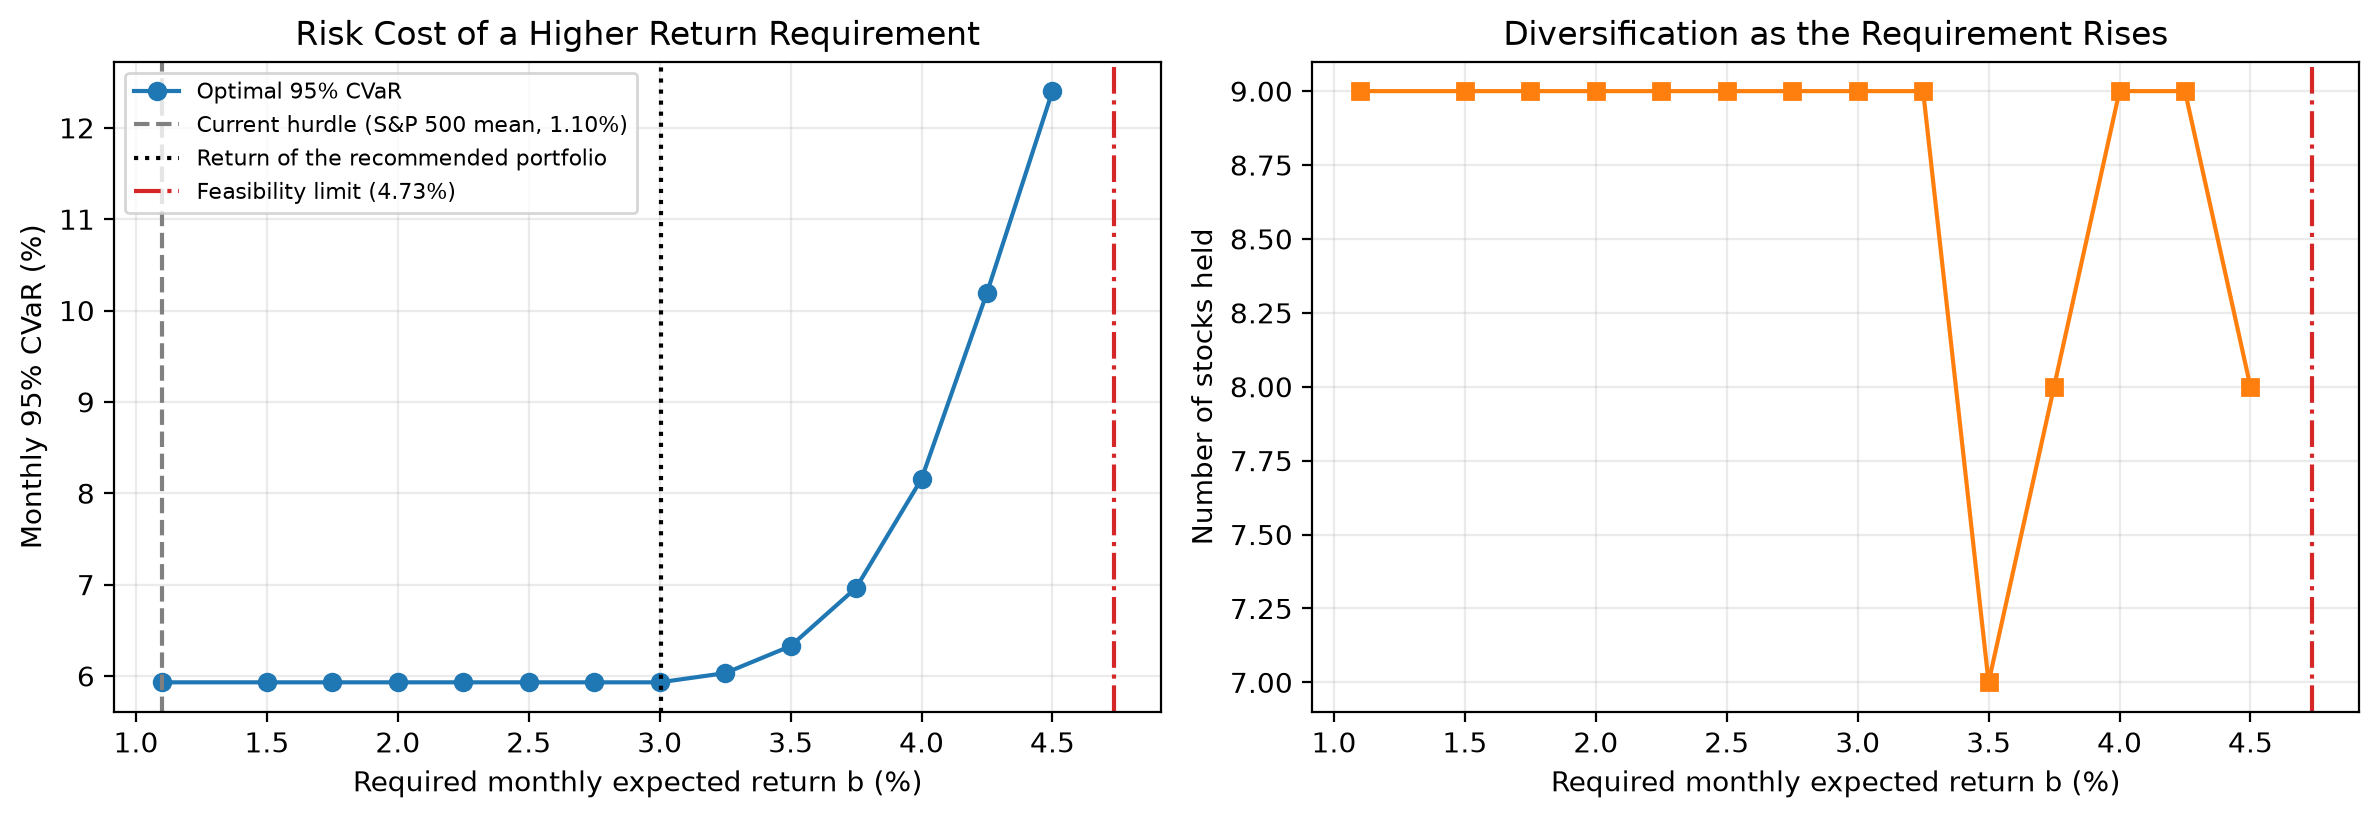 Risk Cost of a Higher Return Requirement
Optimal 95% CVaR
Current hurdle (S&P 500 mean, 1.10%)
Return of the recommended portfolio
Feasibility limit (4.73%)
12
11
10
9
8
7
6
Monthly 95% CVaR (%)
1.0 1.5 2.0 2.5 3.0 3.5 4.0 4.5
Required monthly expected return b (%)
Diversification as the Requirement Rises
9.00
8.75
8.50
8.25
8.00
7.75
7.50
7.25
7.00
Number of stocks held
1.0 1.5 2.0 2.5 3.0 3.5 4.0 4.5
Required monthly expected return b (%)